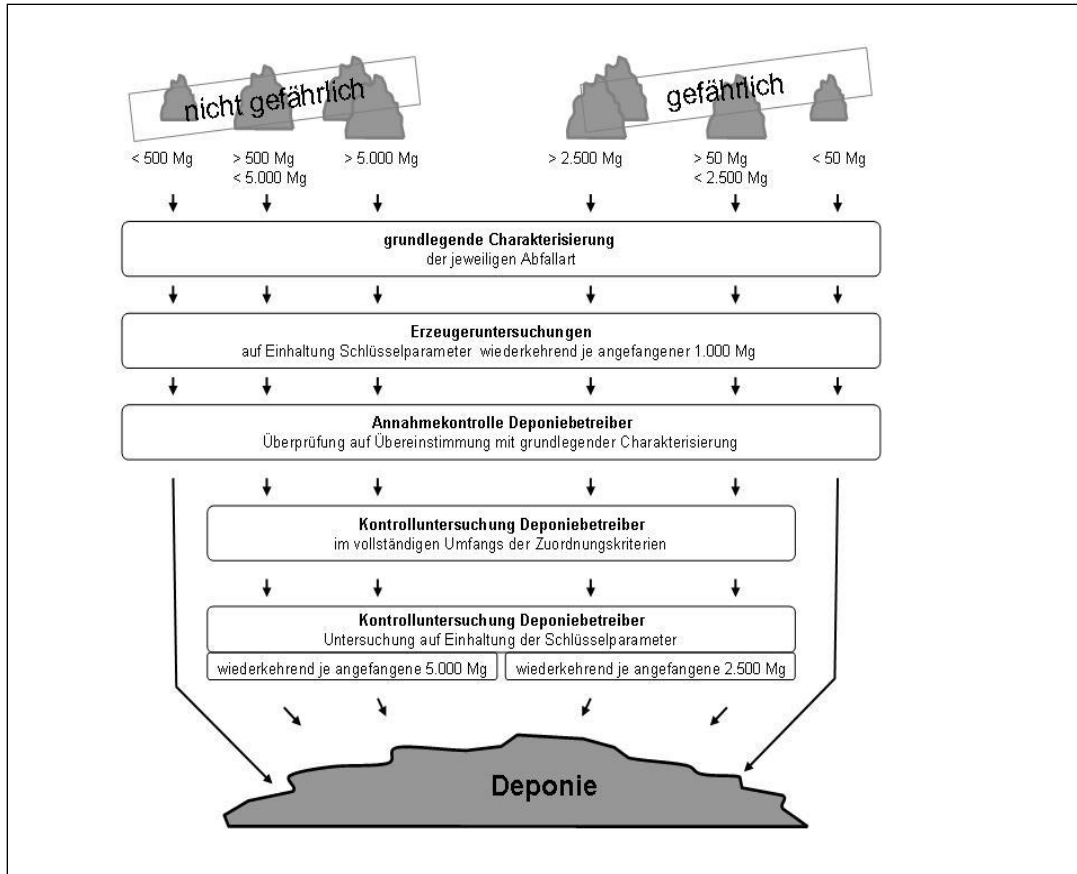 nicht gefährlich
gefährlich
< 500 Mg
> 500 Mg
< 5.000 Mg
> 5.000 Mg
> 2.500 Mg
> 50 Mg
< 2.500 Mg
< 50 Mg
grundlegende Charakterisierung
der jeweiligen Abfallart
Erzeugeruntersuchungen
auf Einhaltung Schlüsselparameter wiederkehrend je angefangener 1.000 Mg
Annahmekontrolle Deponiebetreiber
Überprüfung auf Übereinstimmung mit grundlegender Charakterisierung
Kontrolluntersuchung Deponiebetreiber
im vollständigen Umfangs der Zuordnungskriterien
Kontrolluntersuchung Deponiebetreiber
Untersuchung auf Einhaltung der Schlüsselparameter
wiederkehrend je angefangene 5.000 Mg
wiederkehrend je angefangene 2.500 Mg
Deponie